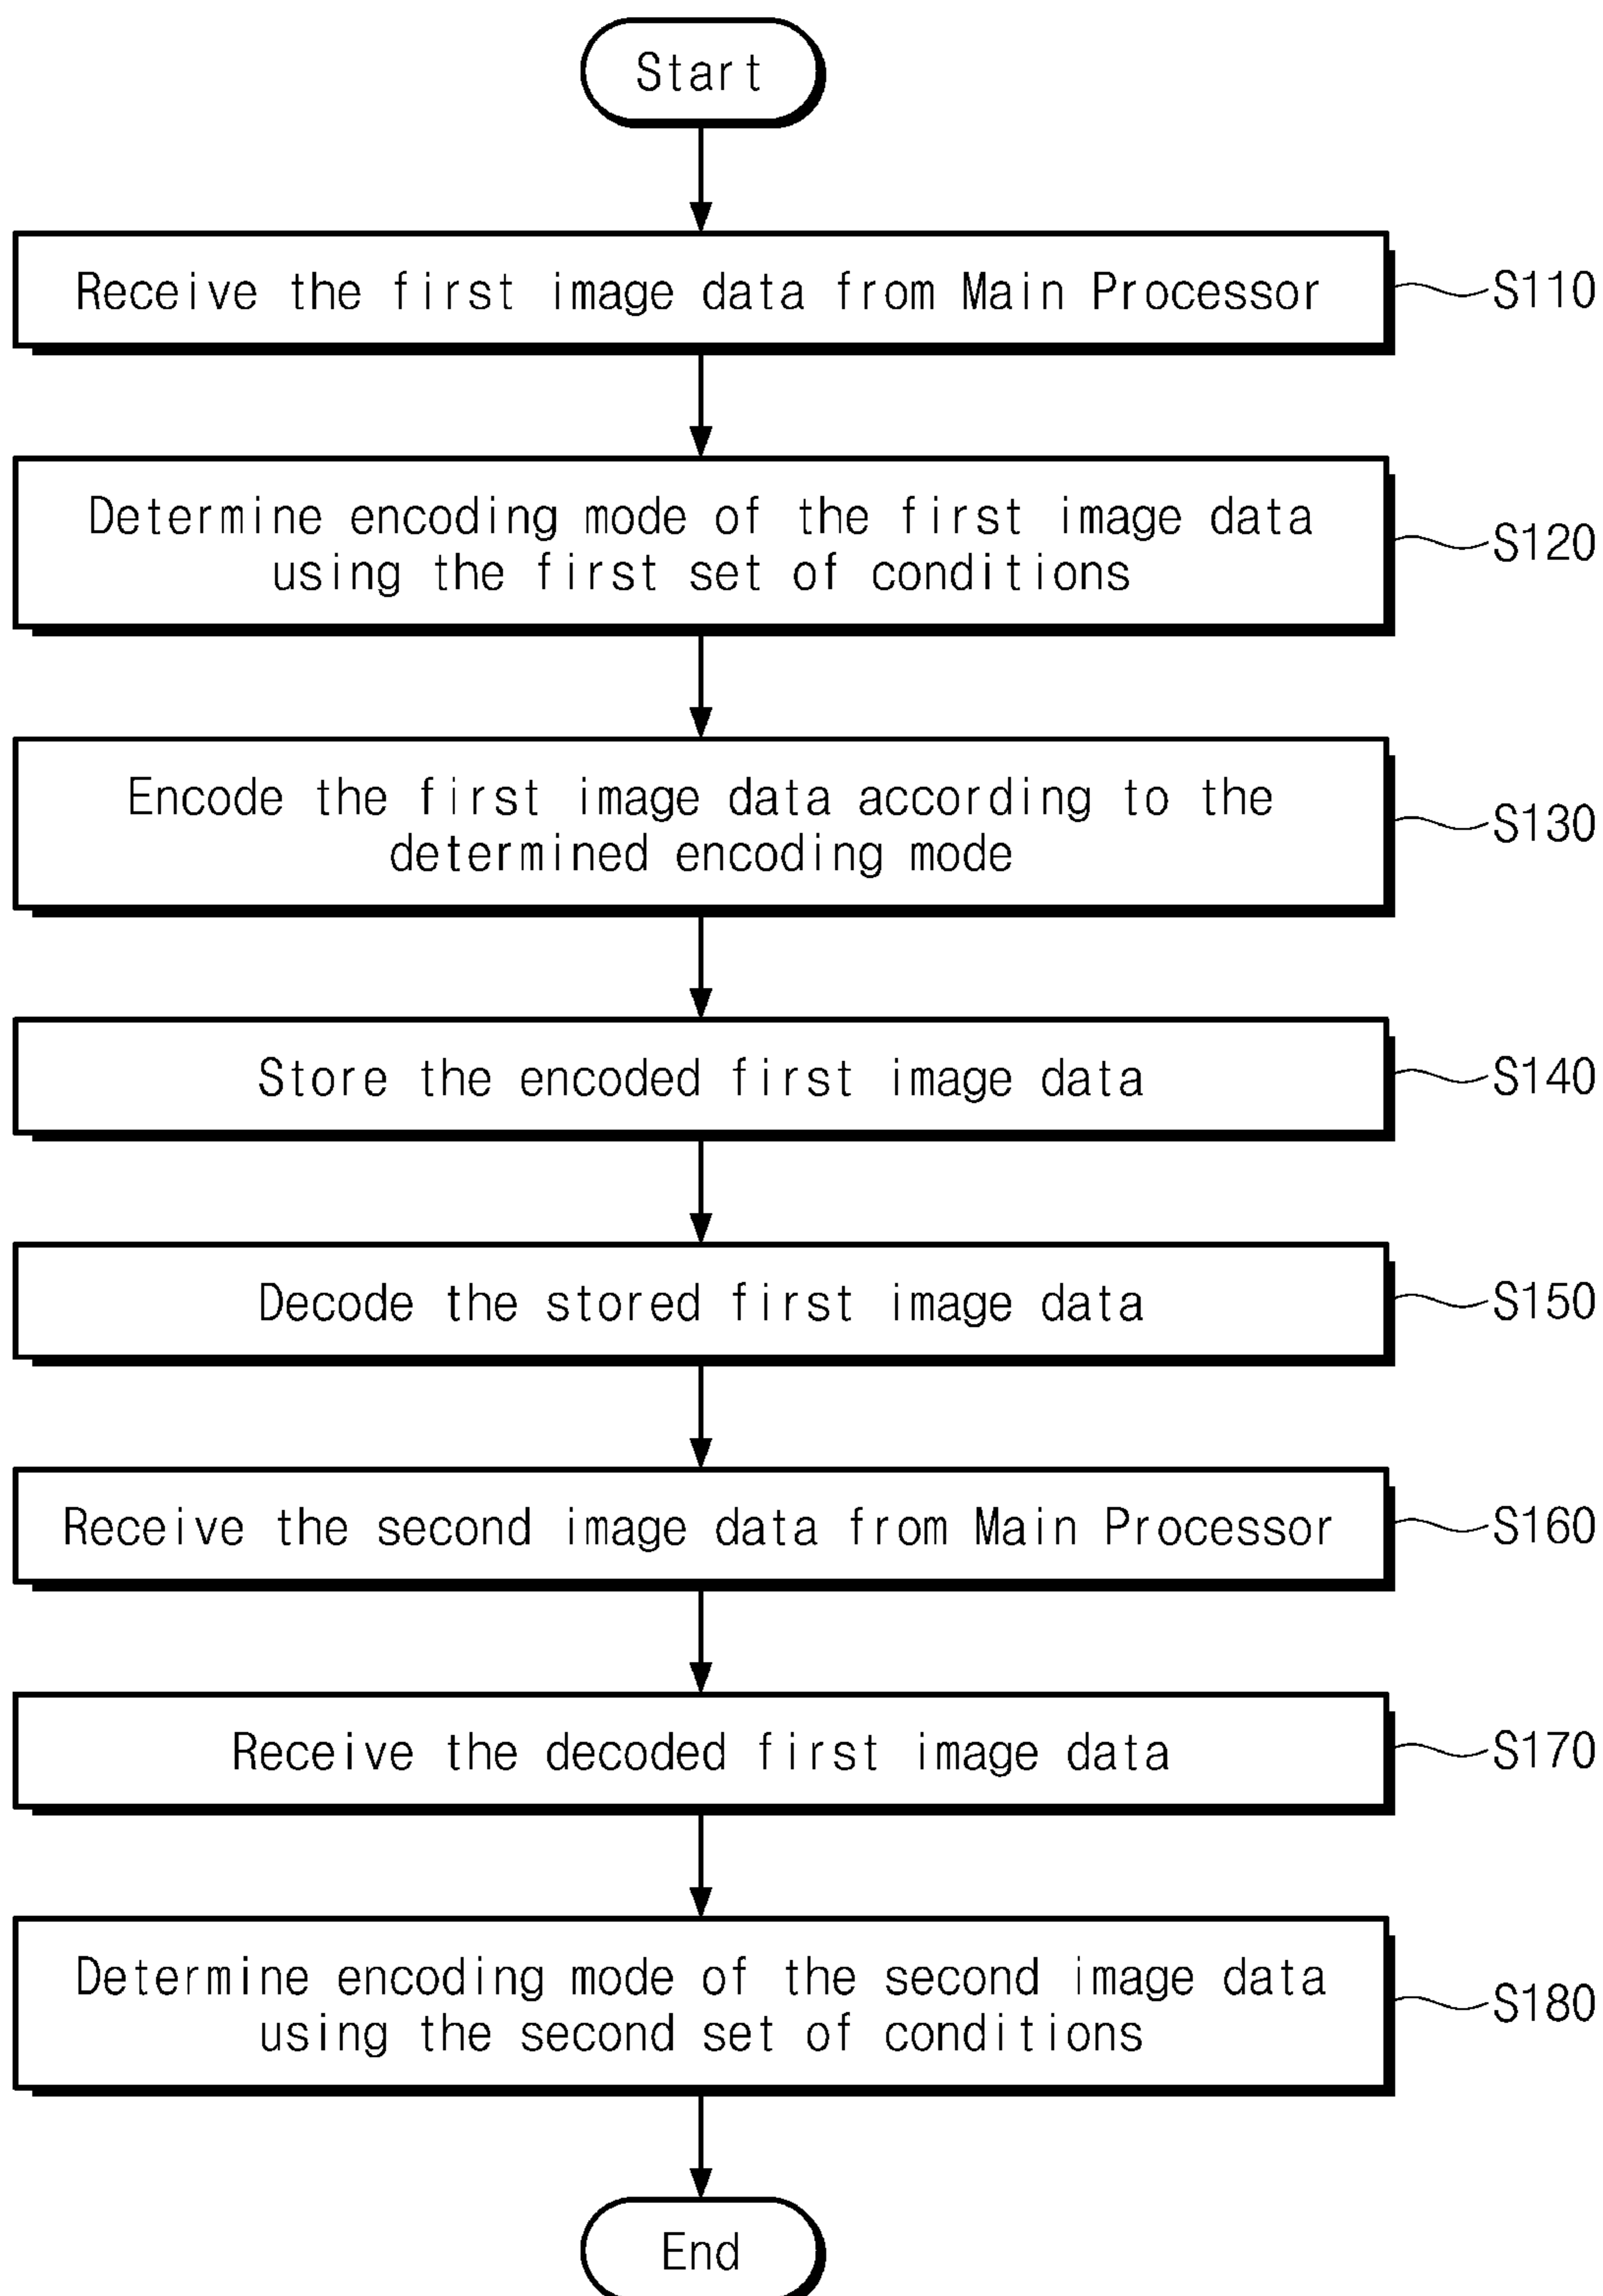 Start
Receive the first image data from Main Processor
S110
Determine encoding mode of the first image data
using the first set of conditions
S120
Encode the first image data according to the
determined encoding mode
S130
Store the encoded first image data
S140
Decode the stored first image data
S150
Receive the second image data from Main Processor
S160
Receive the decoded first image data
S170
Determine encoding mode of the second image data
using the second set of conditions
S180
End